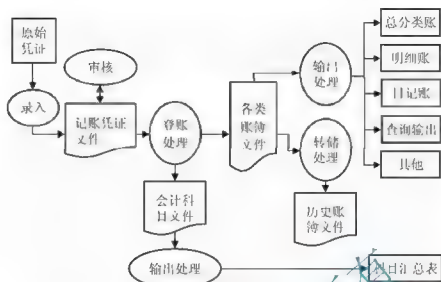 原始
凭证
录入
审核
记账凭证
文件
登账
处理
会计科
目文件
输出处理
各类
账簿
文件
输出
处理
转储
处理
历史账
簿文件
总分类账
明细账
日记账
查询输出
其他
科目汇总表